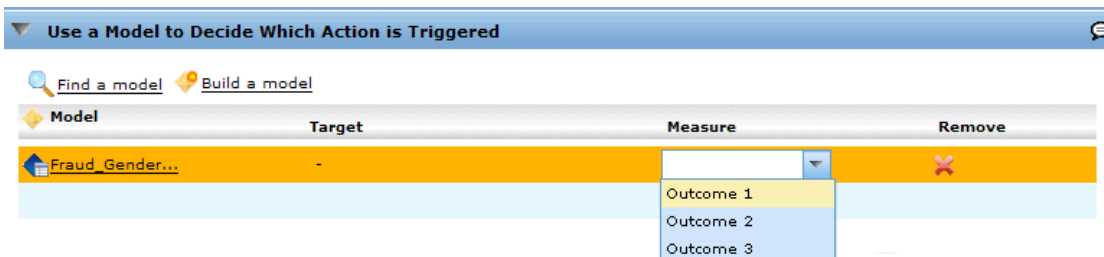 Use a Model to Decide Which Action is Triggered
Find a model Build a model
Model Target Measure Remove
Fraud_Gender... -
Outcome 1
Outcome 2
Outcome 3